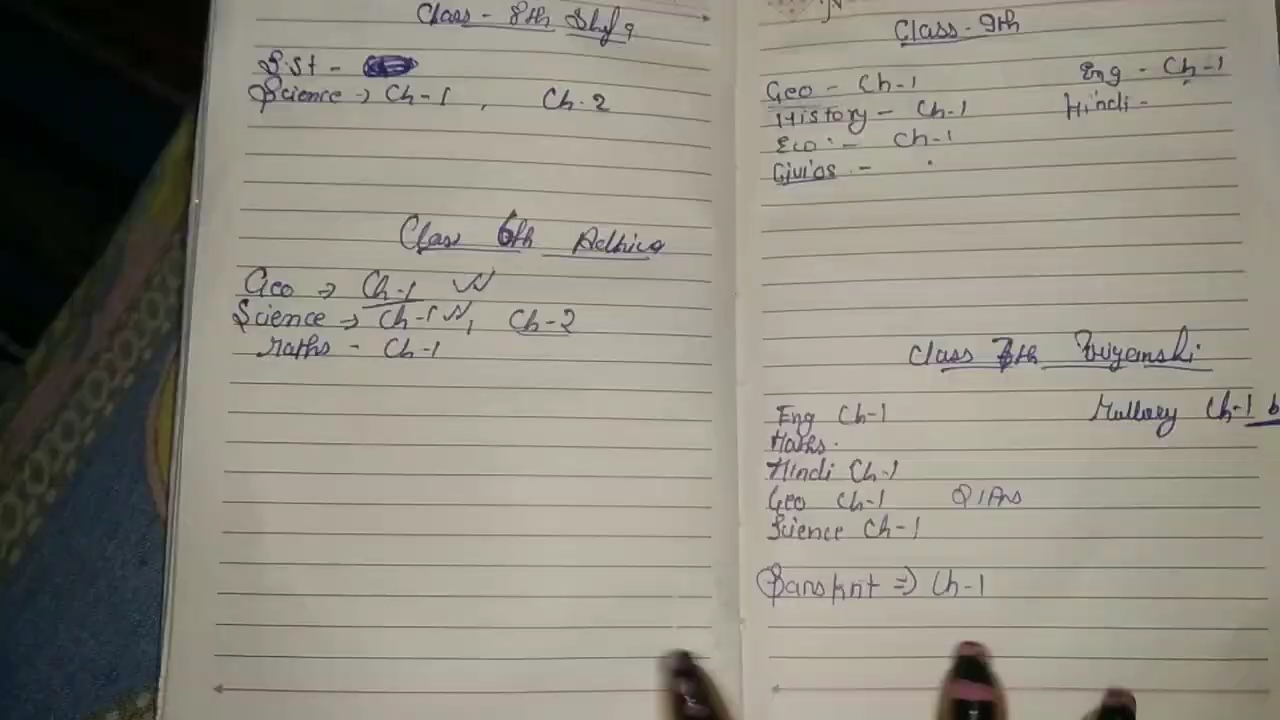 Class - 8th
S.St -
Science → Ch-1, Ch-2
Class 6th
Geo → Ch-1
Science → Ch-1, Ch-2
Maths - Ch-1
Class - 9th
Geo - Ch-1
History - Ch-1
Eco :- Ch-1
Civios :-
Eng - Ch-1
Hindi -
Class 7th
Eng Ch-1
Maths.
Hindi Ch-1
Geo Ch-1 Q/Ans
Science Ch-1
Ch-1
⇒ Ch-1